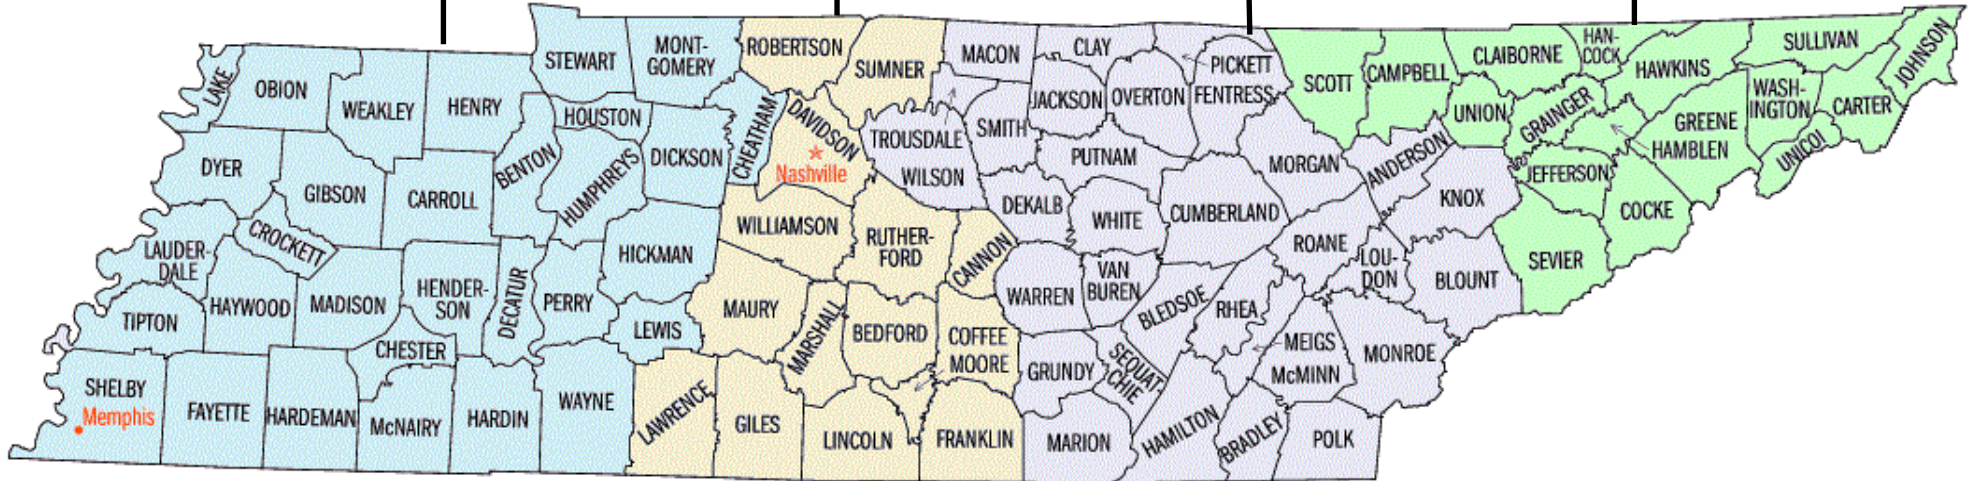 LAKE
OBION
WEAKLEY
HENRY
STEWART
MONT-
GOMERY
ROBERTSON
SUMNER
MACON
CLAY
PICKETT
SCOTT
CAMPBELL
CLAIBORNE
HAN-
COCK
HAWKINS
SULLIVAN
JOHNSON
HOUSTON
CHEATHAM
DAVIDSON
TROUSDALE
SMITH
JACKSON
OVERTON
FENTRESS
UNION
GRAINGER
GREENE
WASH-
INGTON
CARTER
HAMBLEN
UNICOI
DYER
GIBSON
CARROLL
BENTON
HUMPHREYS
DICKSON
Nashville
WILSON
PUTNAM
MORGAN
ANDERSON
JEFFERSON
KNOX
COCKE
LAUDER-
DALE
CROCKETT
HICKMAN
WILLIAMSON
RUTHER-
FORD
CANNON
DEKALB
WHITE
CUMBERLAND
ROANE
LOU-
DON
BLOUNT
SEVIER
TIPTON
HAYWOOD
MADISON
HENDER-
SON
DECATUR
PERRY
LEWIS
MAURY
MARSHALL
BEDFORD
COFFEE
MOORE
WARREN
VAN
BUREN
BLEDSOE
RHEA
MEIGS
McMINN
MONROE
SHELBY
Memphis
FAYETTE
HARDEMAN
CHESTER
McNAIRY
HARDIN
WAYNE
LAWRENCE
GILES
LINCOLN
FRANKLIN
GRUNDY
SEQUAT-
CHIE
MARION
HAMILTON
BRADLEY
POLK